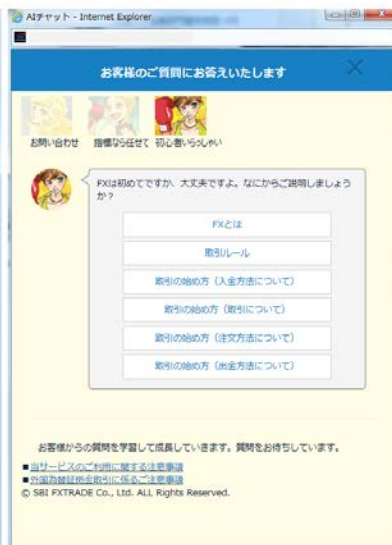 AIチャット - Internet Explorer
お客様のご質問にお答えいたします
お問い合わせ 指標なら任せて 初心者いらっしゃい
FXは初めてですか、大丈夫ですよ。なにからご説明しましょう
か？
FXとは
取引ルール
取引の始め方（入金方法について）
取引の始め方（取引について）
取引の始め方（注文方法について）
取引の始め方（出金方法について）
お客様からの質問を学習して成長していきます。質問をお待ちしています。
■当サービスのご利用に関する注意事項
■外国為替証拠金取引に係るご注意事項
© SBI FXTRADE Co., Ltd. ALL Rights Reserved.